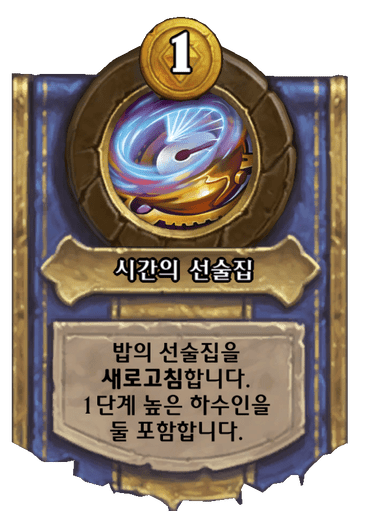 1
시간의 선술집
밥의 선술집을
새로고침합니다.
1단계 높은 하수인을
둘 포함합니다.